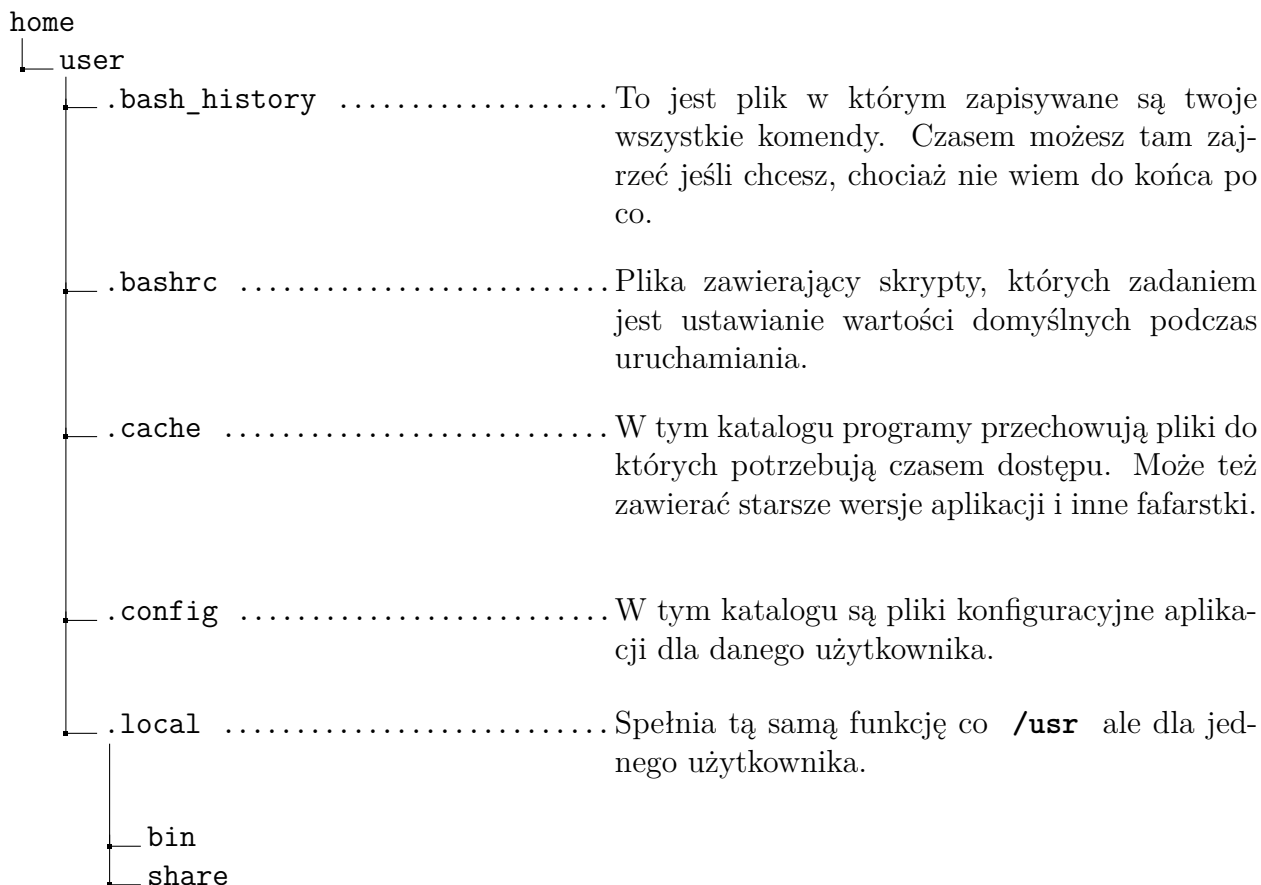 home
user
.bash_history ................... To jest plik w którym zapisywane są twoje
wszystkie komendy. Czasem możesz tam zaj-
rzeć jeśli chcesz, chociaż nie wiem do końca po
co.
.bashrc .......................... Plika zawierający skrypty, których zadaniem
jest ustawianie wartości domyślnych podczas
uruchamiania.
.cache ........................... W tym katalogu programy przechowują pliki do
których potrzebują czasem dostępu. Może też
zawierać starsze wersje aplikacji i inne fafarstki.
.config .......................... W tym katalogu są pliki konfiguracyjne aplika-
cji dla danego użytkownika.
.local ........................... Spełnia tą samą funkcję co /usr ale dla jed-
nego użytkownika.
bin
share